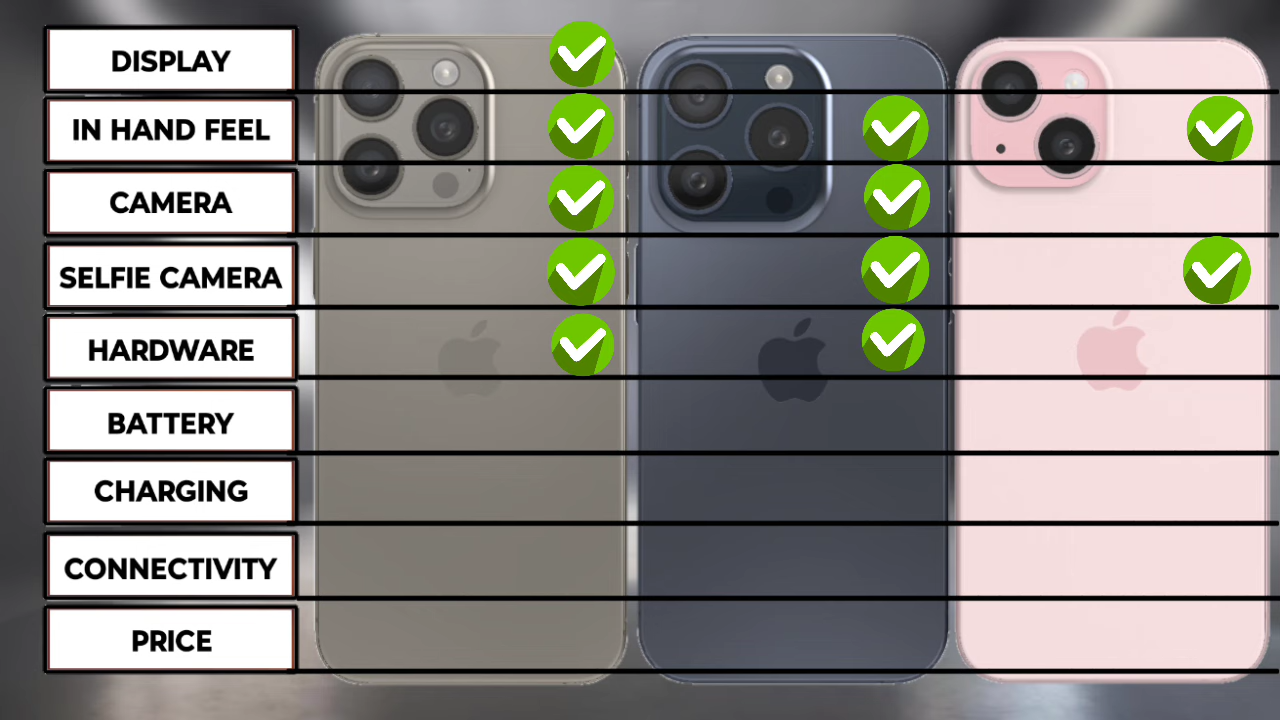 DISPLAY
IN HAND FEEL
CAMERA
SELFIE CAMERA
HARDWARE
BATTERY
CHARGING
CONNECTIVITY
PRICE